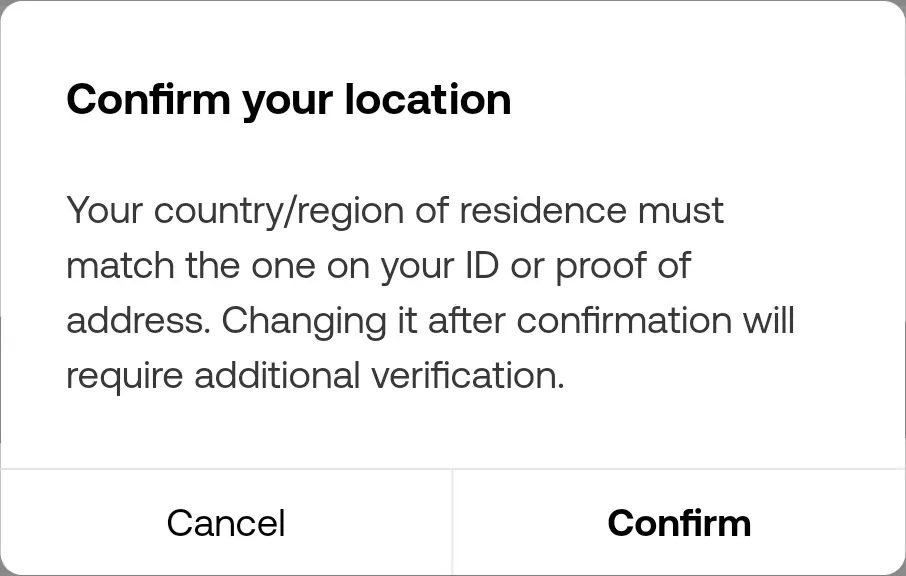 Confirm your location
Your country/region of residence must
match the one on your ID or proof of
address. Changing it after confirmation will
require additional verification.
Cancel
Confirm